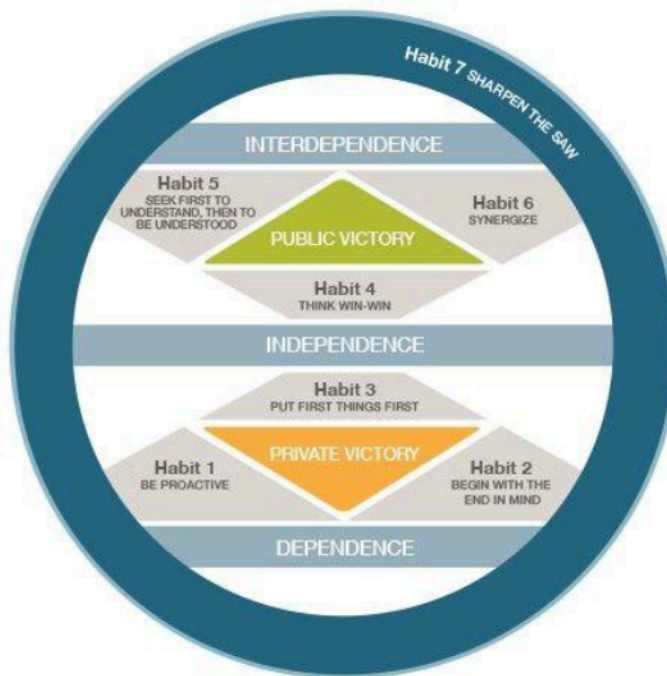 Habit 7 SHARPEN THE SAW
INTERDEPENDENCE
Habit 5
SEEK FIRST TO
UNDERSTAND, THEN TO
BE UNDERSTOOD
Habit 6
SYNERGIZE
PUBLIC VICTORY
Habit 4
THINK WIN-WIN
INDEPENDENCE
Habit 3
PUT FIRST THINGS FIRST
PRIVATE VICTORY
Habit 1
BE PROACTIVE
Habit 2
BEGIN WITH THE
END IN MIND
DEPENDENCE